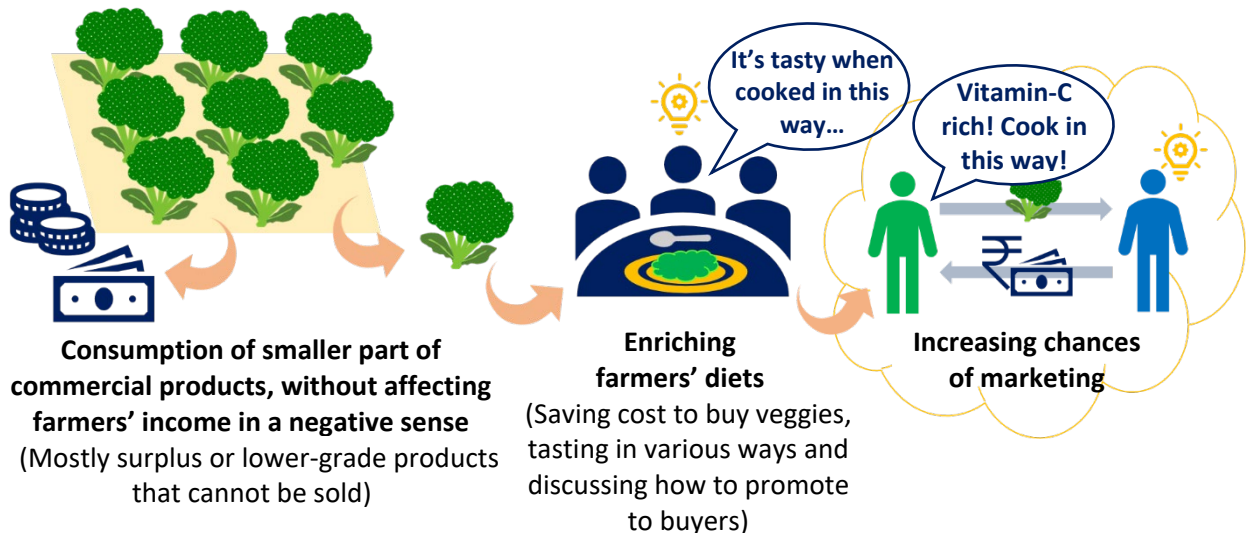 It's tasty when
cooked in this
way…
Vitamin-C
rich! Cook in
this way!
₹
Consumption of smaller part of
commercial products, without affecting
farmers' income in a negative sense
(Mostly surplus or lower-grade products
that cannot be sold)
Enriching
farmers' diets
(Saving cost to buy veggies,
tasting in various ways and
discussing how to promote
to buyers)
Increasing chances
of marketing